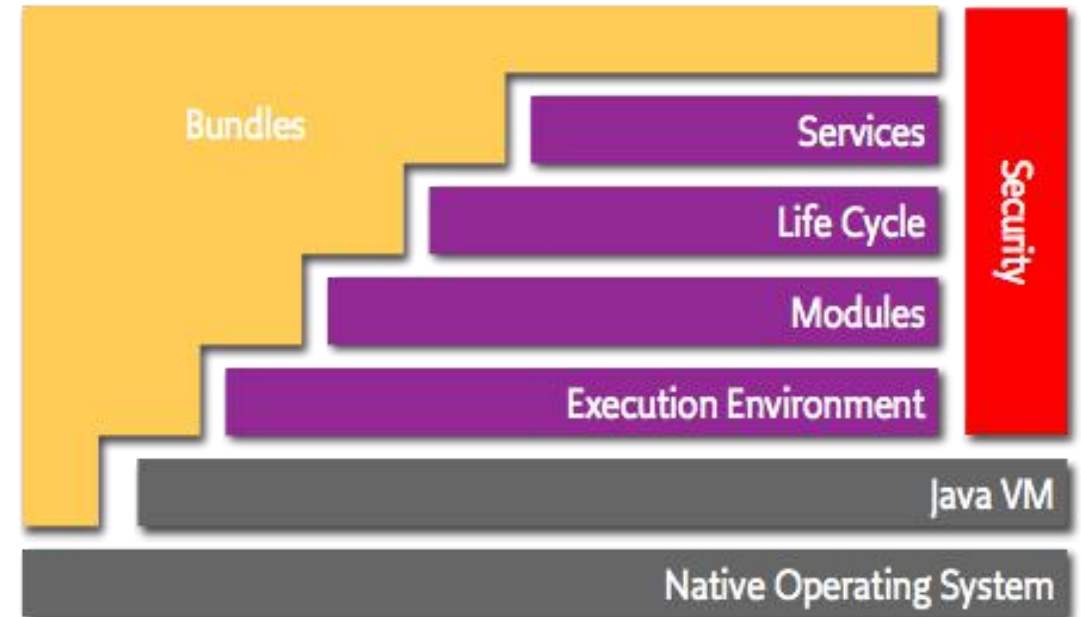 Bundles
Services
Life Cycle
Modules
Execution Environment
Security
Java VM
Native Operating System